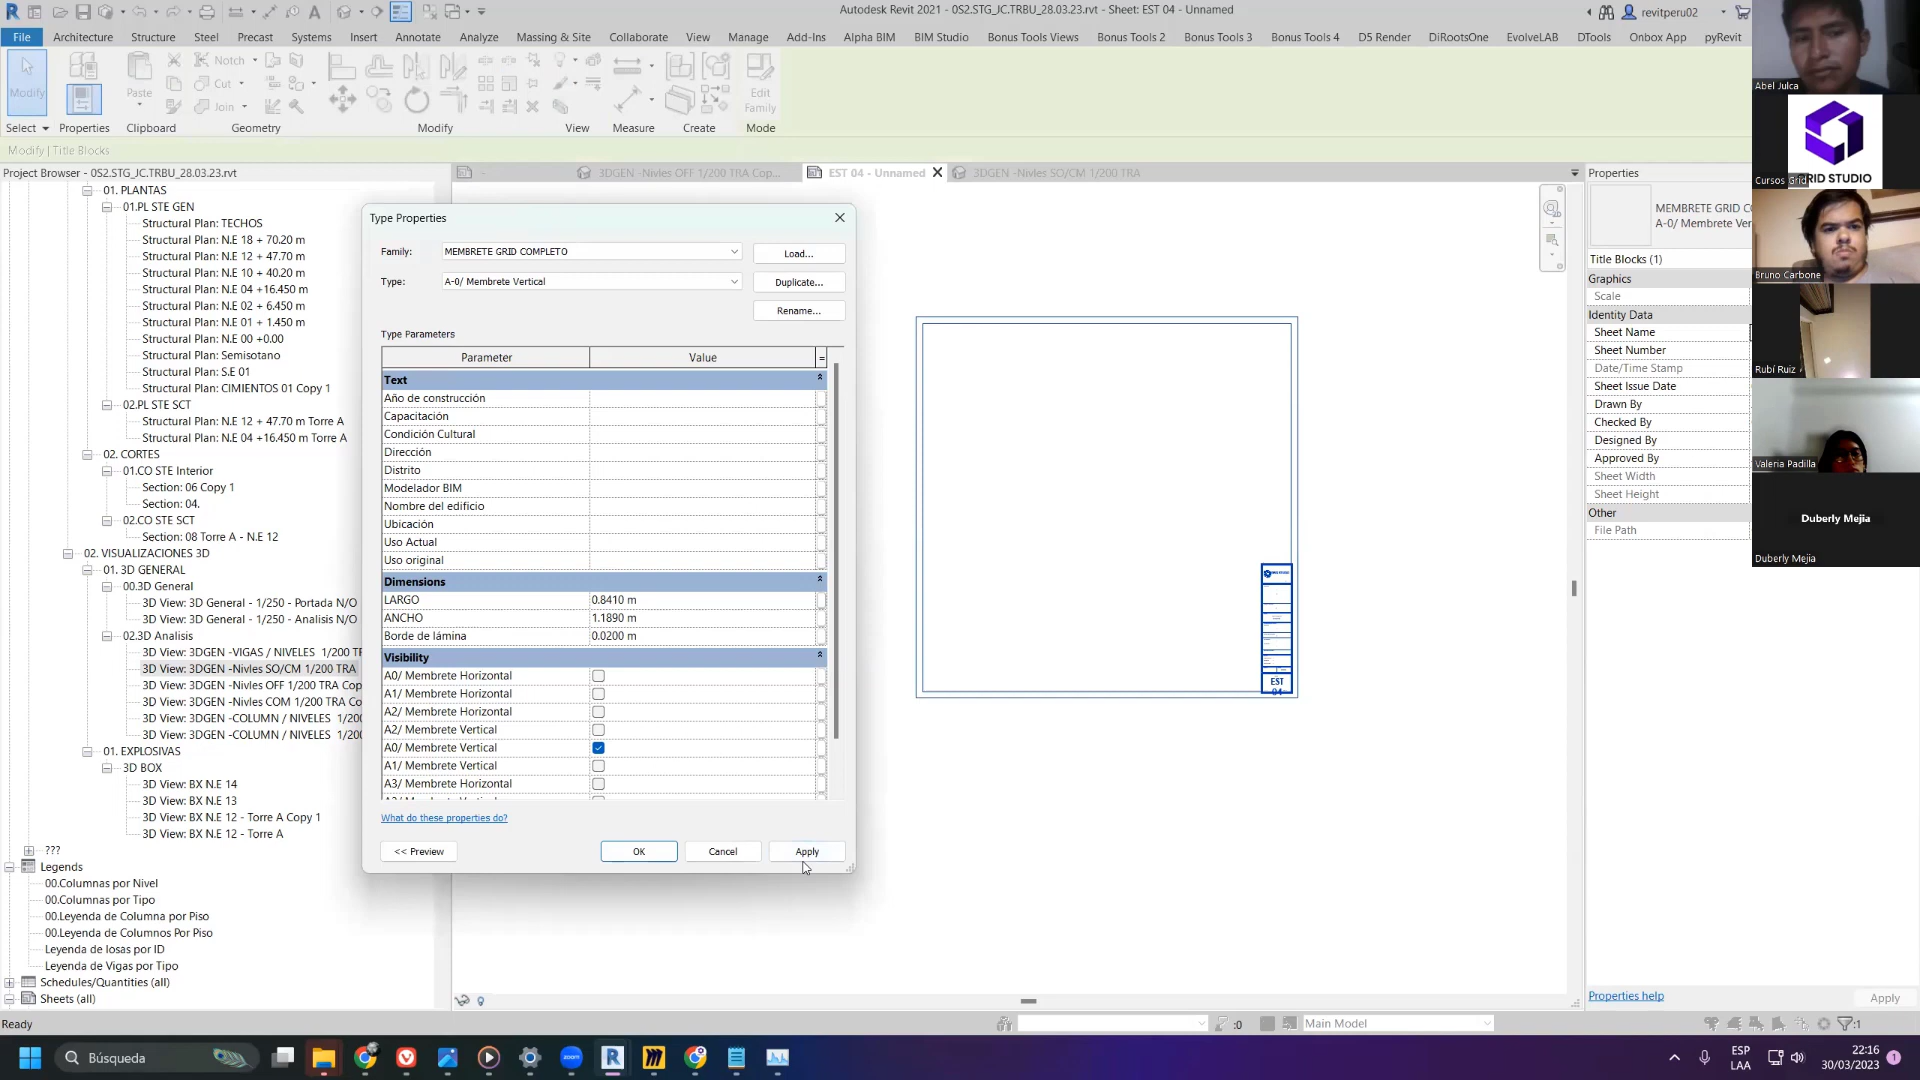 Autodesk Revit 2021 - 0S2.STG_JC.TRBU_28.03.23.rvt - Sheet: EST 04 - Unnamed
revitperu02
File Architecture Structure Steel Precast Systems Insert Annotate Analyze Massing & Site Collaborate View Manage Add-Ins Alpha BIM BIM Studio Bonus Tools Views Bonus Tools 2 Bonus Tools 3 Bonus Tools 4 D5 Render DiRootsOne EvolveLAB DTools Onbox App pyRevit
Modify
Paste
Notch
Cut
Join
Edit
Family
Select Properties Clipboard Geometry Modify View Measure Create Mode
Modify | Title Blocks
Project Browser - 0S2.STG_JC.TRBU_28.03.23.rvt
01. PLANTAS
01.PL STE GEN
Structural Plan: TECHOS
Structural Plan: N.E 18 + 70.20 m
Structural Plan: N.E 12 + 47.70 m
Structural Plan: N.E 10 + 40.20 m
Structural Plan: N.E 04 +16.450 m
Structural Plan: N.E 02 + 6.450 m
Structural Plan: N.E 01 + 1.450 m
Structural Plan: N.E 00 +0.00
Structural Plan: Semisotano
Structural Plan: S.E 01
Structural Plan: CIMIENTOS 01 Copy 1
02.PL STE SCT
Structural Plan: N.E 12 + 47.70 m Torre A
Structural Plan: N.E 04 +16.450 m Torre A
02. CORTES
01.CO STE Interior
Section: 06 Copy 1
Section: 04.
02.CO STE SCT
Section: 08 Torre A - N.E 12
02. VISUALIZACIONES 3D
01. 3D GENERAL
00.3D General
3D View: 3D General - 1/250 - Portada N/O
3D View: 3D General - 1/250 - Analisis N/O
02.3D Analisis
3D View: 3DGEN -VIGAS / NIVELES 1/200 TR
3D View: 3DGEN -Nivles SO/CM 1/200 TRA
3D View: 3DGEN -Nivles OFF 1/200 TRA Cop
3D View: 3DGEN -Nivles COM 1/200 TRA Co
3D View: 3DGEN -COLUMN / NIVELES 1/200
3D View: 3DGEN -COLUMN / NIVELES 1/200
01. EXPLOSIVAS
3D BOX
3D View: BX N.E 14
3D View: BX N.E 13
3D View: BX N.E 12 - Torre A Copy 1
3D View: BX N.E 12 - Torre A
???
Legends
00.Columnas por Nivel
00.Columnas por Tipo
00.Leyenda de Columna por Piso
00.Leyenda de Columnos Por Piso
Leyenda de losas por ID
Leyenda de Vigas por Tipo
Schedules/Quantities (all)
Sheets (all)
-
3DGEN -Nivles OFF 1/200 TRA Cop...
EST 04 - Unnamed
3DGEN -Nivles SO/CM 1/200 TRA
Type Properties
Family: MEMBRETE GRID COMPLETO Load...
Type: A-0/ Membrete Vertical Duplicate...
Rename...
Type Parameters
Parameter Value =
Text
Año de construcción
Capacitación
Condición Cultural
Dirección
Distrito
Modelador BIM
Nombre del edificio
Ubicación
Uso Actual
Uso original
Dimensions
LARGO 0.8410 m
ANCHO 1.1890 m
Borde de lámina 0.0200 m
Visibility
A0/ Membrete Horizontal
A1/ Membrete Horizontal
A2/ Membrete Horizontal
A2/ Membrete Vertical
A0/ Membrete Vertical
A1/ Membrete Vertical
A3/ Membrete Horizontal
What do these properties do?
<< Preview OK Cancel Apply
EST
04
Properties
MEMBRETE GRID C
A-0/ Membrete Ver
Title Blocks (1)
Graphics
Scale
Identity Data
Sheet Name
Sheet Number
Date/Time Stamp
Sheet Issue Date
Drawn By
Checked By
Designed By
Approved By
Sheet Width
Sheet Height
Other
File Path
Properties help
Apply
Abel Julca
GRID STUDIO
Cursos Grid
Bruno Carbone
Rubí Ruiz
Valeria Padilla
Duberly Mejia
Duberly Mejia
Ready
:0
Main Model
:1
Búsqueda
ESP
LAA
22:16
30/03/2023
1